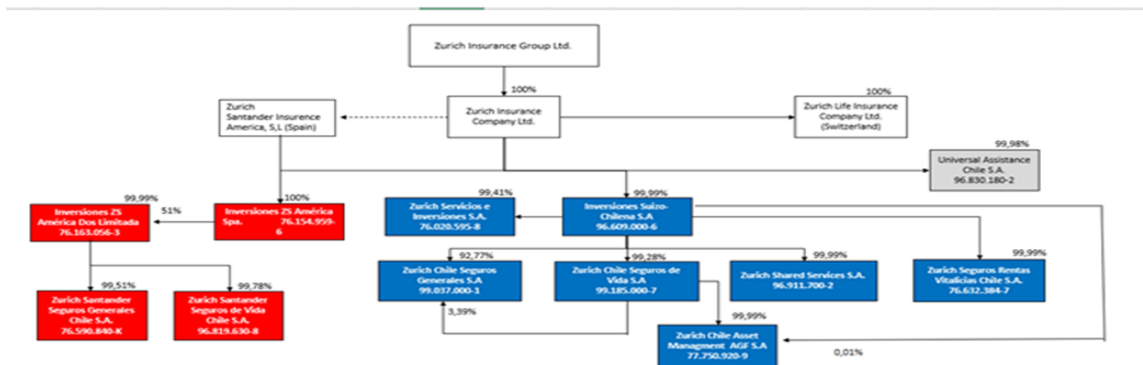 Zurich Insurance Group Ltd.
100%
Zurich
Santander Insurence
America, S,L (Spain)
Zurich Insurance
Company Ltd.
100%
Zurich Life Insurance
Company Ltd.
(Switzerland)
99,98%
Universal Assistance
Chile S.A.
96.830.180-2
99,99%
Inversiones ZS
América Dos Limitada
76.163.056-3
51%
100%
Inversiones ZS América
Spa. 76.154.959-
6
99,41%
Zurich Servicios e
Inversiones S.A.
76.020.595-8
99,99%
Inversiones Suizo-
Chilena S.A
96.609.000-6
92,77%
Zurich Chile Seguros
Generales S.A
99.037.000-1
99,28%
Zurich Chile Seguros de
Vida S.A
99.185.000-7
99,99%
Zurich Shared Services S.A.
96.911.700-2
99,99%
Zurich Seguros Rentas
Vitalicias Chile S.A.
76.632.384-7
99,51%
Zurich Santander
Seguros Generales
Chile S.A.
76.590.840-K
99,78%
Zurich Santander
Seguros de Vida
Chile S.A.
96.819.630-8
3,39%
99,99%
Zurich Chile Asset
Managment AGF S.A
77.750.920-9
0,01%